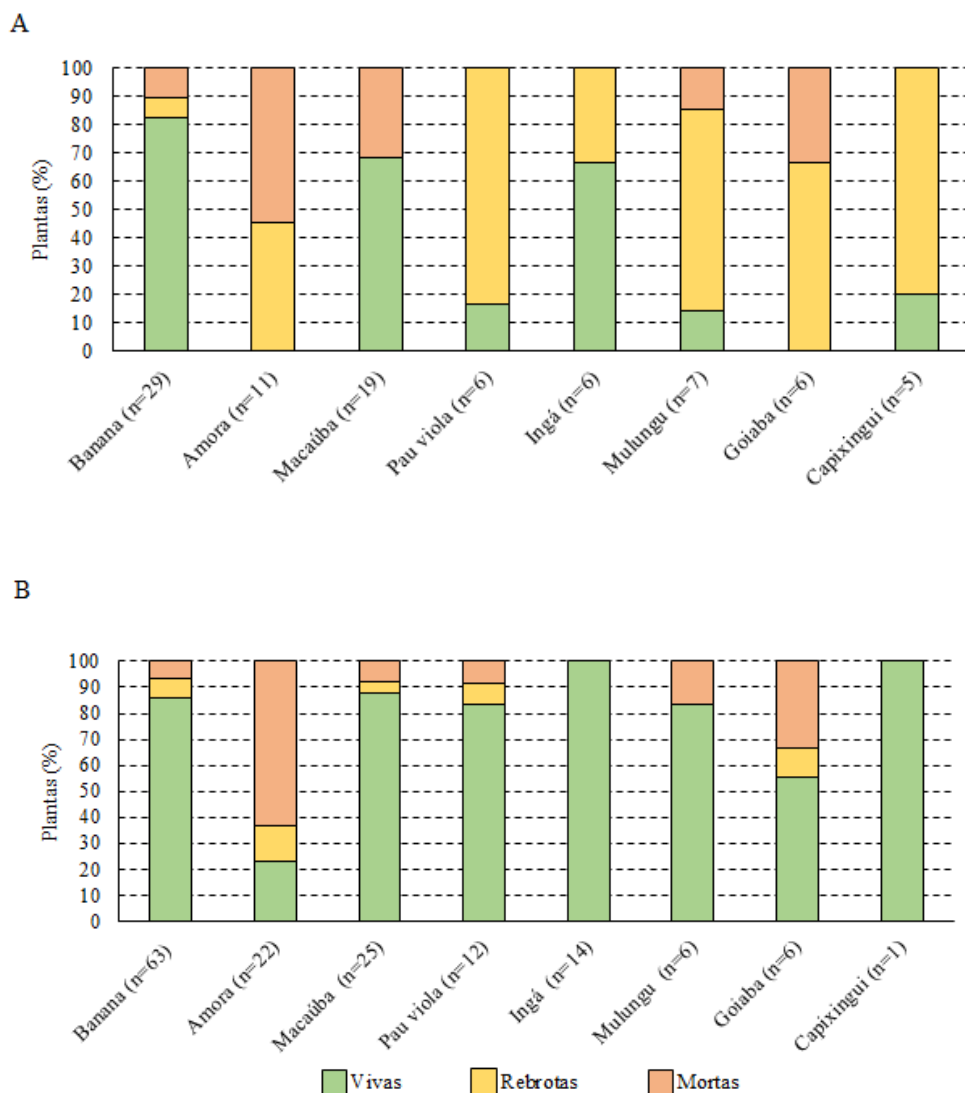 A
Plantas (%)
100
90
80
70
60
50
40
30
20
10
0
Banana (n=29)
Amora (n=11)
Macaúba (n=19)
Pau viola (n=6)
Ingá (n=6)
Mulungu (n=7)
Goiaba (n=6)
Capixingui (n=5)
B
Plantas (%)
100
90
80
70
60
50
40
30
20
10
0
Banana (n=63)
Amora (n=22)
Macaúba (n=25)
Pau viola (n=12)
Ingá (n=14)
Mulungu (n=6)
Goiaba (n=6)
Capixingui (n=1)
Vivas Rebrotas Mortas